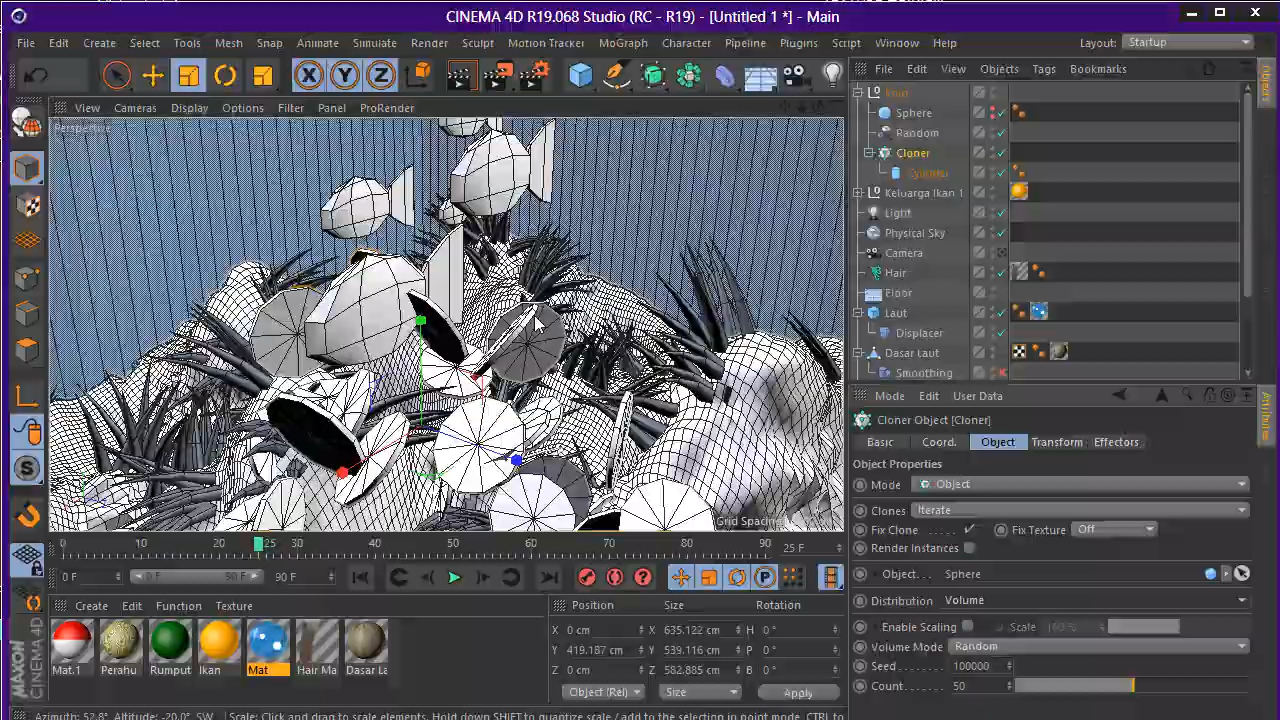 CINEMA 4D R19.068 Studio (RC - R19) - [Untitled 1 *] - Main
File Edit Create Select Tools Mesh Snap Animate Simulate Render Sculpt Motion Tracker MoGraph Character Pipeline Plugins Script Window Help Layout: Startup
File Edit View Objects Tags Bookmarks
View Cameras Display Options Filter Panel ProRender
Perspective
Sphere
Random
Cloner
Cylinder
Keluarga Ikan 1
Light
Physical Sky
Camera
Hair
Floor
Laut
Displacer
Dasar Laut
Smoothing
Objects
Attributes
Mode Edit User Data
Cloner Object [Cloner]
Basic Coord. Object Transform Effectors
Object Properties
Mode Object
Clones Iterate
Fix Clone Fix Texture Off
Render Instances
Object... Sphere
Distribution Volume
Enable Scaling Scale
Volume Mode Random
Seed 100000
Count 50
Grid Spacing
0 10 20 25 30 40 50 60 70 80 90 25 F
0 F 0 F 90 F
Create Edit Function Texture
Mat.1 Perahu Rumput Ikan Mat Hair Ma Dasar La
Position Size Rotation
X 0 cm X 635.122 cm H 0 °
Y 419.187 cm Y 539.116 cm P 0 °
Z 0 cm Z 582.885 cm B 0 °
Object (Rel) Size Apply
MAXON CINEMA 4D
Azimuth: 52.8° Altitude: -20.0° SW Scale: Click and drag to scale elements. Hold down SHIFT to quantize scale / add to the selection in point mode, CTRL to